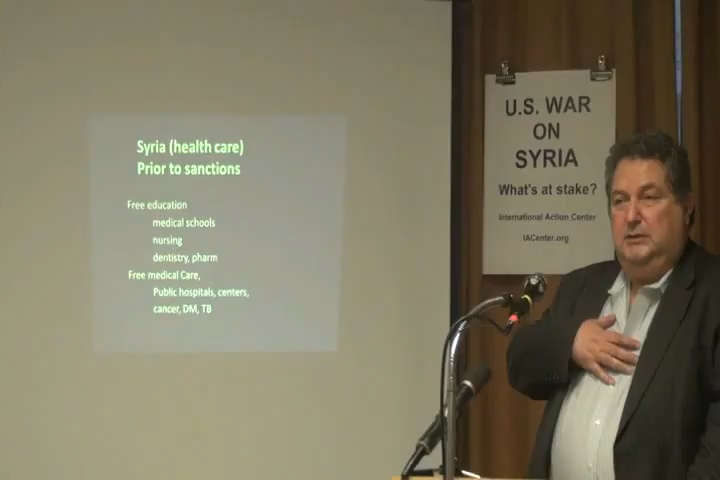 Syria (health care)
Prior to sanctions
Free education
medical schools
nursing
dentistry, pharm
Free medical Care,
Public hospitals, centers,
cancer, DM, TB
U.S. WAR
ON
SYRIA
What's at stake?
International Action Center
IACenter.org